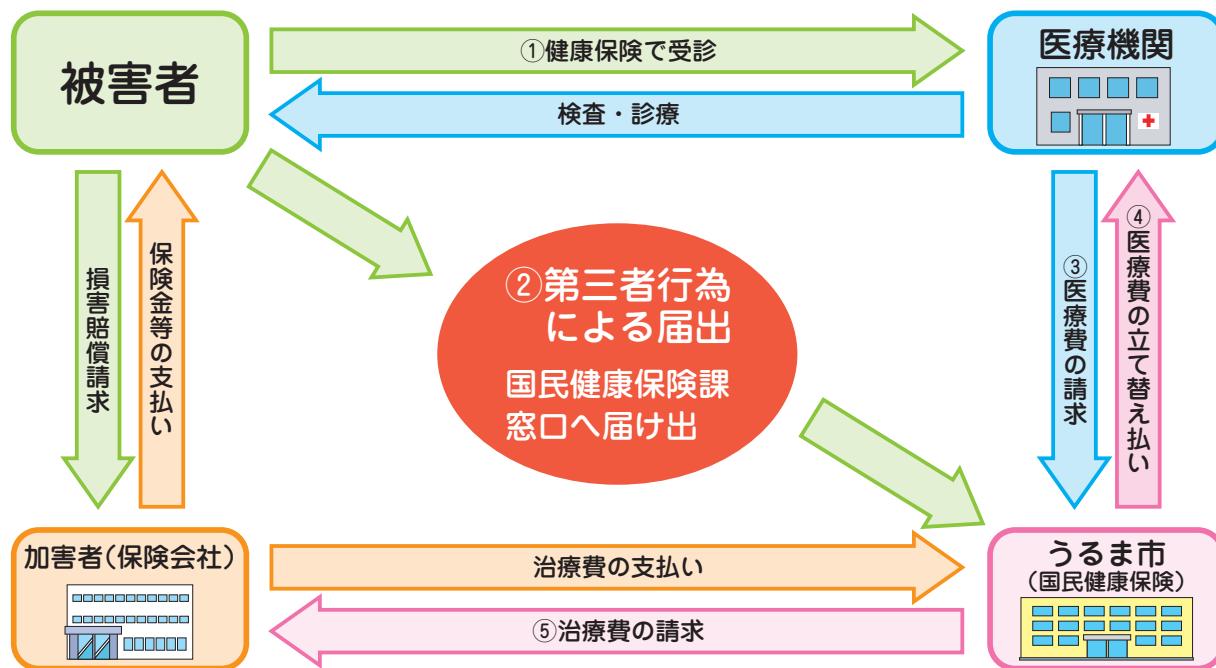 被害者
①健康保険で受診
医療機関
検査・診療
損害賠償請求
保険金等の支払い
②第三者行為
による届出
国民健康保険課
窓口へ届け出
③医療費の請求
④医療費の立て替え払い
加害者(保険会社)
治療費の支払い
⑤治療費の請求
うるま市
(国民健康保険)